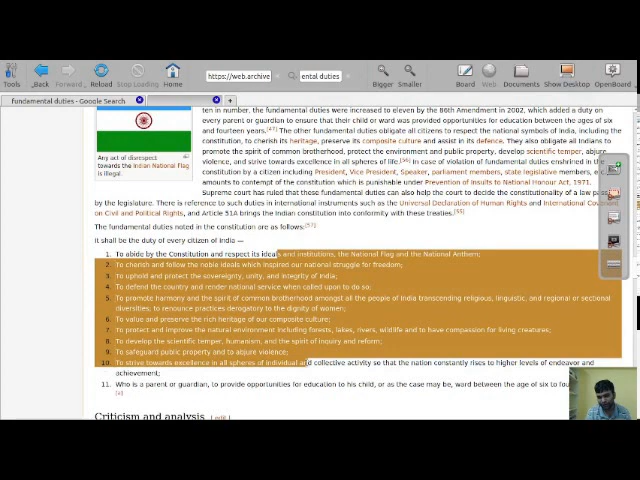 Tools Back Forward Reload Stop Loading Home https://web.archive ental duties Bigger Smaller Board Web Documents Show Desktop OpenBoard
fundamental duties - Google Search
ten in number, the fundamental duties were increased to eleven by the 86th Amendment in 2002, which added a duty on
every parent or guardian to ensure that their child or ward was provided opportunities for education between the ages of six
and fourteen years.[47] The other fundamental duties obligate all citizens to respect the national symbols of India, including the
constitution, to cherish its heritage, preserve its composite culture and assist in its defence. They also obligate all Indians to
promote the spirit of common brotherhood, protect the environment and public property, develop scientific temper, abjure
violence, and strive towards excellence in all spheres of life.[56] In case of violation of fundamental duties enshrined in the
constitution by a citizen including President, Vice President, Speaker, parliament members, state legislative members,
amounts to contempt of the constitution which is punishable under Prevention of Insults to National Honour Act, 1971.
Supreme court has ruled that these fundamental duties can also help the court to decide the constitutionality of a law
by the legislature. There is reference to such duties in international instruments such as the Universal Declaration of Human Rights and International
on Civil and Political Rights, and Article 51A brings the Indian constitution into conformity with these treaties.[55]
Any act of disrespect
towards the Indian National Flag
is illegal.
The fundamental duties noted in the constitution are as follows:[57]
It shall be the duty of every citizen of India —
1. To abide by the Constitution and respect its ideals and institutions, the National Flag and the National Anthem;
2. To cherish and follow the noble ideals which inspired our national struggle for freedom;
3. To uphold and protect the sovereignty, unity, and integrity of India;
4. To defend the country and render national service when called upon to do so;
5. To promote harmony and the spirit of common brotherhood amongst all the people of India transcending religious, linguistic, and regional or sectional
diversities; to renounce practices derogatory to the dignity of women;
6. To value and preserve the rich heritage of our composite culture;
7. To protect and improve the natural environment including forests, lakes, rivers, wildlife and to have compassion for living creatures;
8. To develop the scientific temper, humanism, and the spirit of inquiry and reform;
9. To safeguard public property and to abjure violence;
10. To strive towards excellence in all spheres of individual and collective activity so that the nation constantly rises to higher levels of endeavor and
achievement;
11. Who is a parent or guardian, to provide opportunities for education to his child, or as the case may be, ward between the age of six to
Criticism and analysis [ edit ]